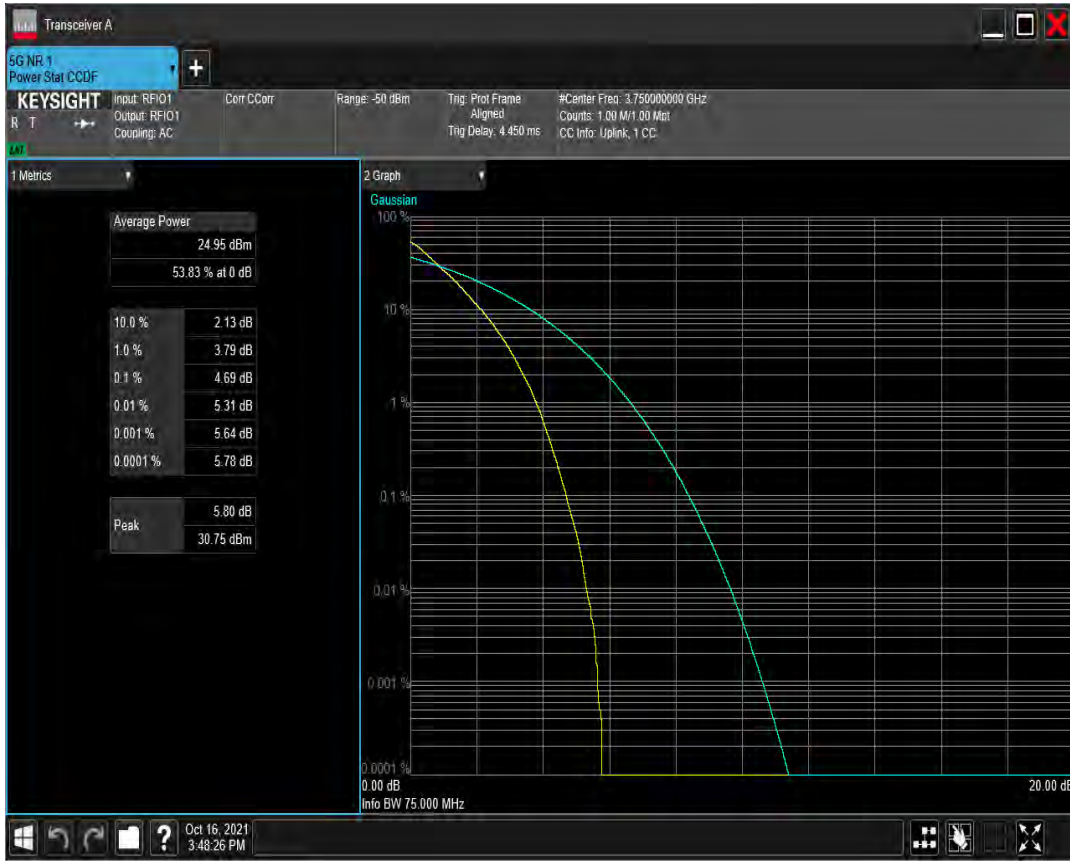 Transceiver A
5G NR 1
Power Stat CCDF
+
KEYSIGHT
R T
LXI
Input: RFIO1
Output: RFIO1
Coupling: AC
Corr CCorr
Range: -50 dBm
Trig: Prot Frame
Aligned
Trig Delay: 4.450 ms
#Center Freq: 3.750000000 GHz
Counts: 1.00 M/1.00 Mpt
CC Info: Uplink, 1 CC
1 Metrics
Average Power
24.95 dBm
53.83 % at 0 dB
10.0 % 2.13 dB
1.0 % 3.79 dB
0.1 % 4.69 dB
0.01 % 5.31 dB
0.001 % 5.64 dB
0.0001 % 5.78 dB
Peak
5.80 dB
30.75 dBm
2 Graph
Gaussian
100 %
10 %
1 %
0.1 %
0.01 %
0.001 %
0.0001 %
0.00 dB
20.00 dB
Info BW 75.000 MHz
?
Oct 16, 2021
3:48:26 PM